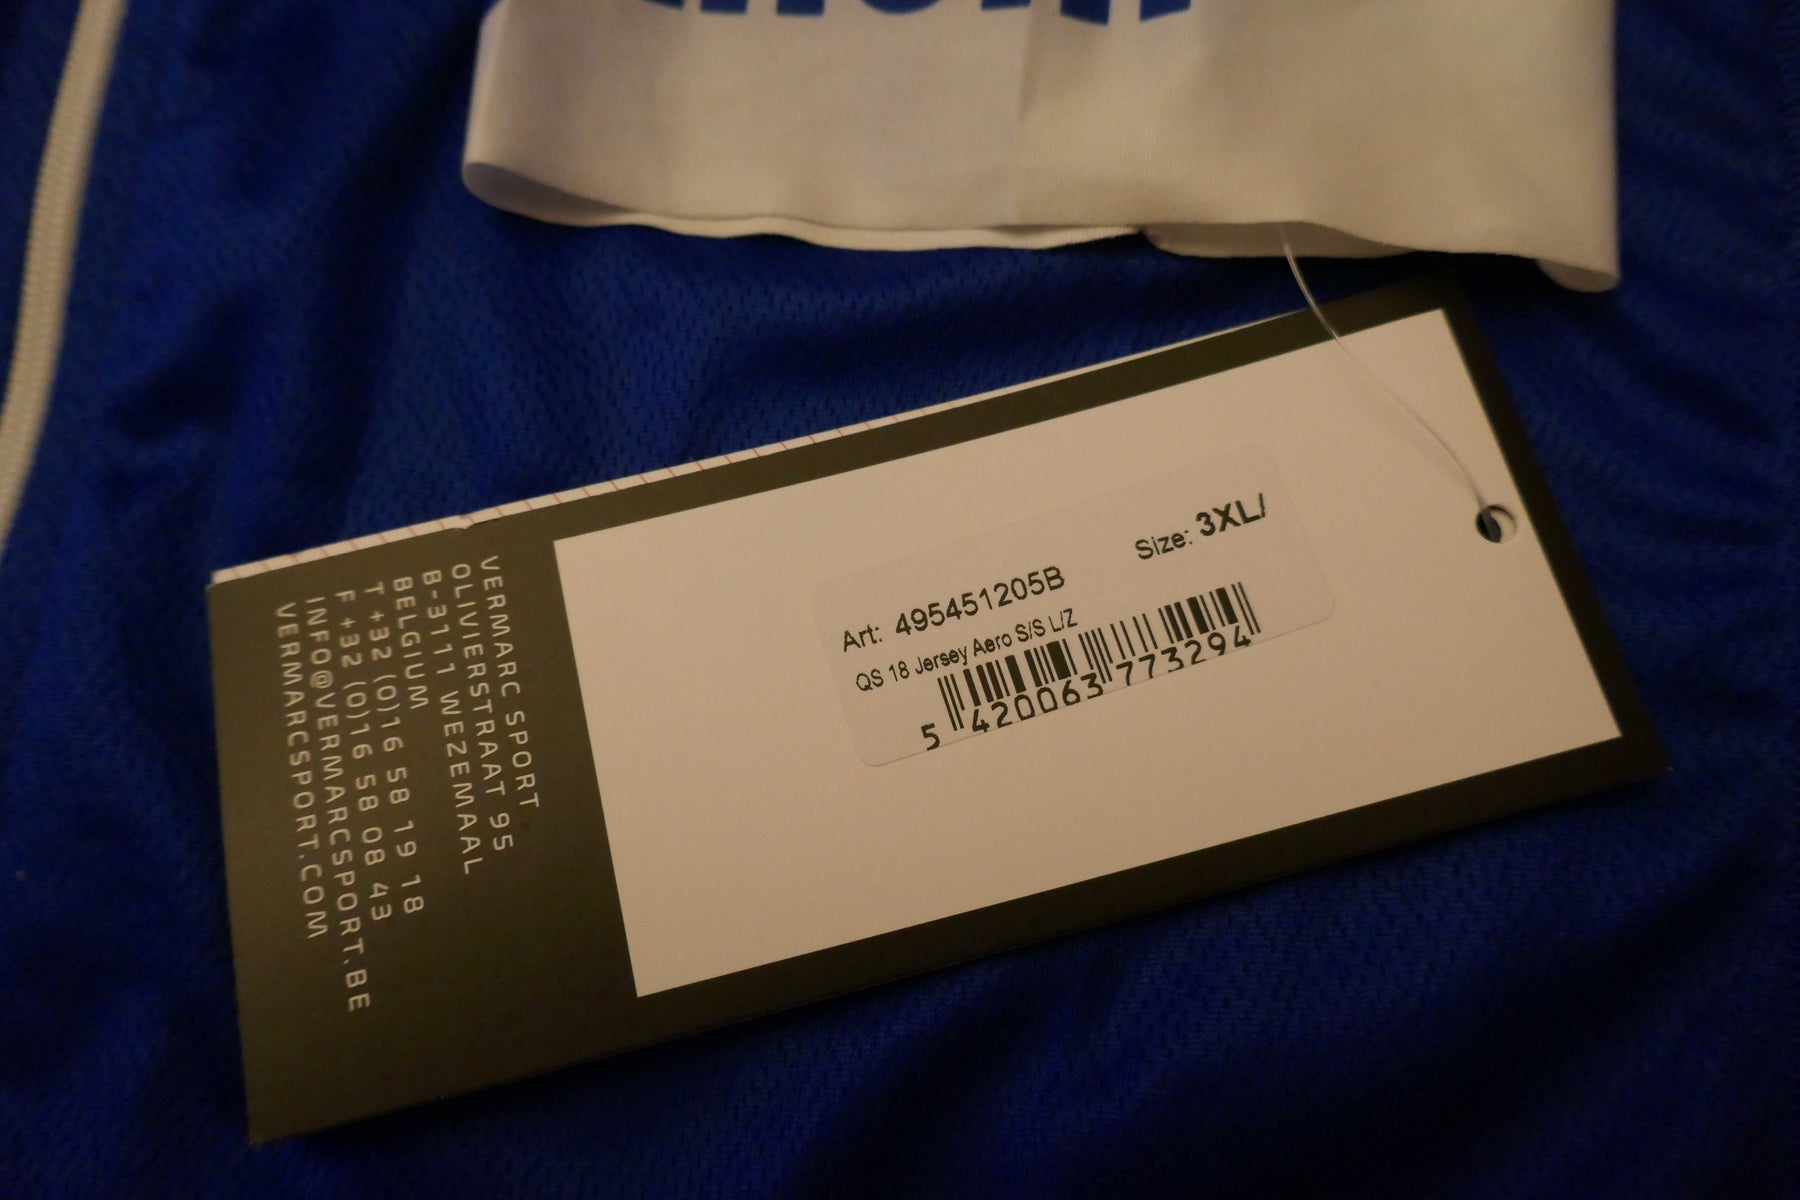 Art: 495451205B Size: 3XL/
QS 18 Jersey Aero S/S L/Z
5 420063 773294
VERMARC SPORT
OLIVIERSTRAAT 95
B-3111 WEZEMAAL
BELGIUM
T +32 (0)16 58 19 18
F +32 (0)16 58 08 43
INFO@VERMARCSPORT.BE
VERMARCSPORT.COM